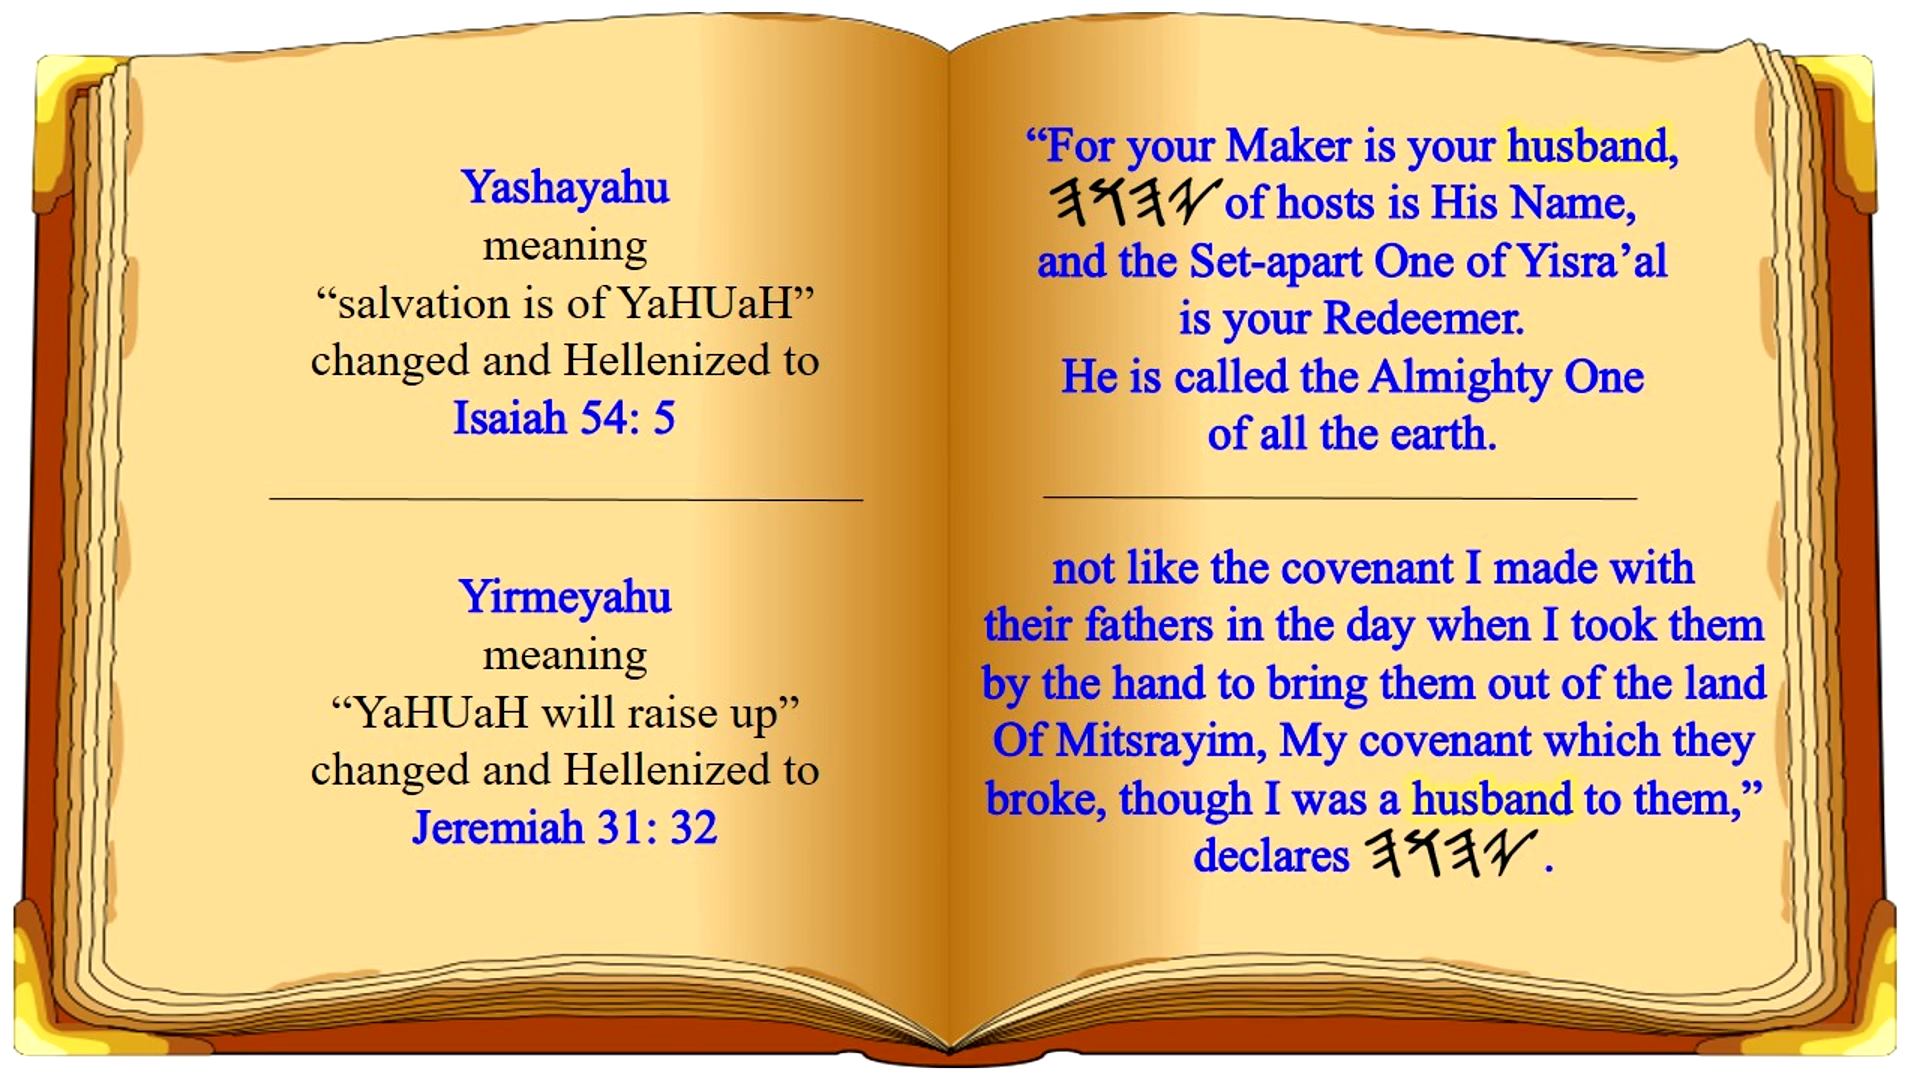 Yashayahu
meaning
“salvation is of YaHUaH”
changed and Hellenized to
Isaiah 54: 5
Yirmeyahu
meaning
“YaHUaH will raise up”
changed and Hellenized to
Jeremiah 31: 32
“For your Maker is your husband,
𐤉𐤄𐤅𐤄 of hosts is His Name,
and the Set-apart One of Yisra’al
is your Redeemer.
He is called the Almighty One
of all the earth.
not like the covenant I made with
their fathers in the day when I took them
by the hand to bring them out of the land
Of Mitsrayim, My covenant which they
broke, though I was a husband to them,”
declares 𐤉𐤄𐤅𐤄 .